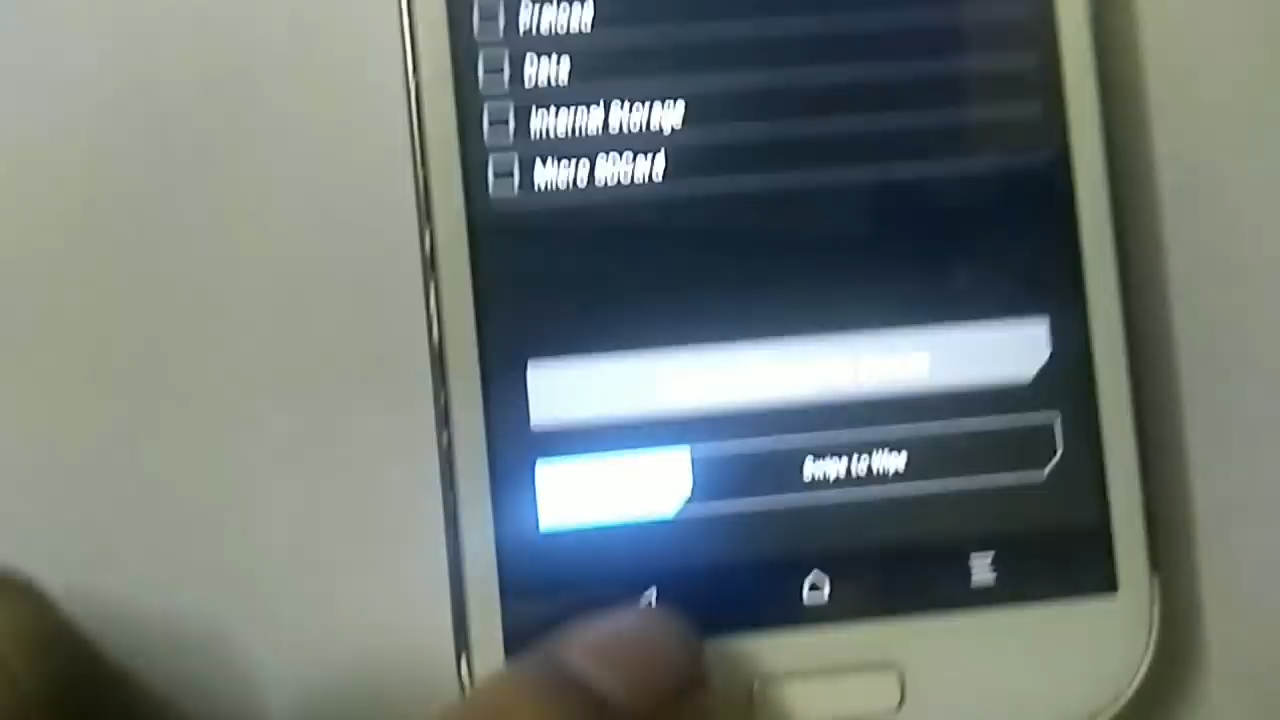 Preload
Data
Internal Storage
Micro SDCard
Swipe to Wipe